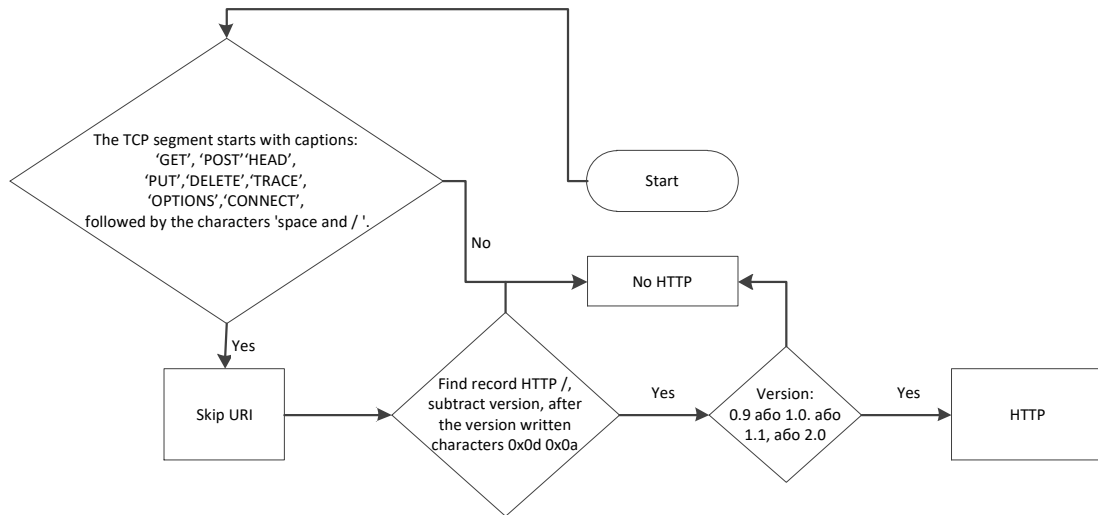 The TCP segment starts with captions:
‘GET’, ‘POST’‘HEAD’,
‘PUT’,‘DELETE’,‘TRACE’,
‘OPTIONS’,‘CONNECT’,
followed by the characters 'space and / '.
Start
No
No HTTP
Yes
Skip URI
Find record HTTP /,
subtract version, after
the version written
characters 0x0d 0x0a
Yes
Version:
0.9 або 1.0. або
1.1, або 2.0
Yes
HTTP